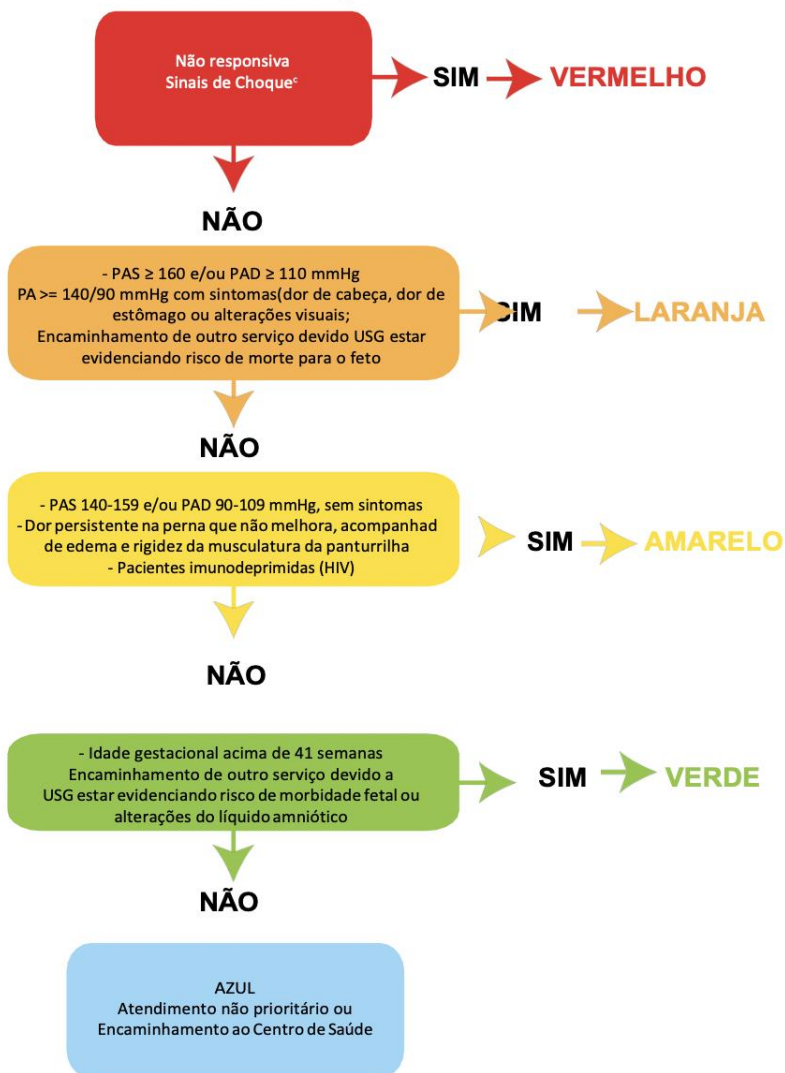 Não responsiva
Sinais de Choqueᶜ
SIM
VERMELHO
NÃO
- PAS ≥ 160 e/ou PAD ≥ 110 mmHg
PA >= 140/90 mmHg com sintomas(dor de cabeça, dor de
estômago ou alterações visuais;
Encaminhamento de outro serviço devido USG estar
evidenciando risco de morte para o feto
SIM
LARANJA
NÃO
- PAS 140-159 e/ou PAD 90-109 mmHg, sem sintomas
- Dor persistente na perna que não melhora, acompanhad
de edema e rigidez da musculatura da panturrilha
- Pacientes imunodeprimidas (HIV)
SIM
AMARELO
NÃO
- Idade gestacional acima de 41 semanas
Encaminhamento de outro serviço devido a
USG estar evidenciando risco de morbidade fetal ou
alterações do líquido amniótico
SIM
VERDE
NÃO
AZUL
Atendimento não prioritário ou
Encaminhamento ao Centro de Saúde